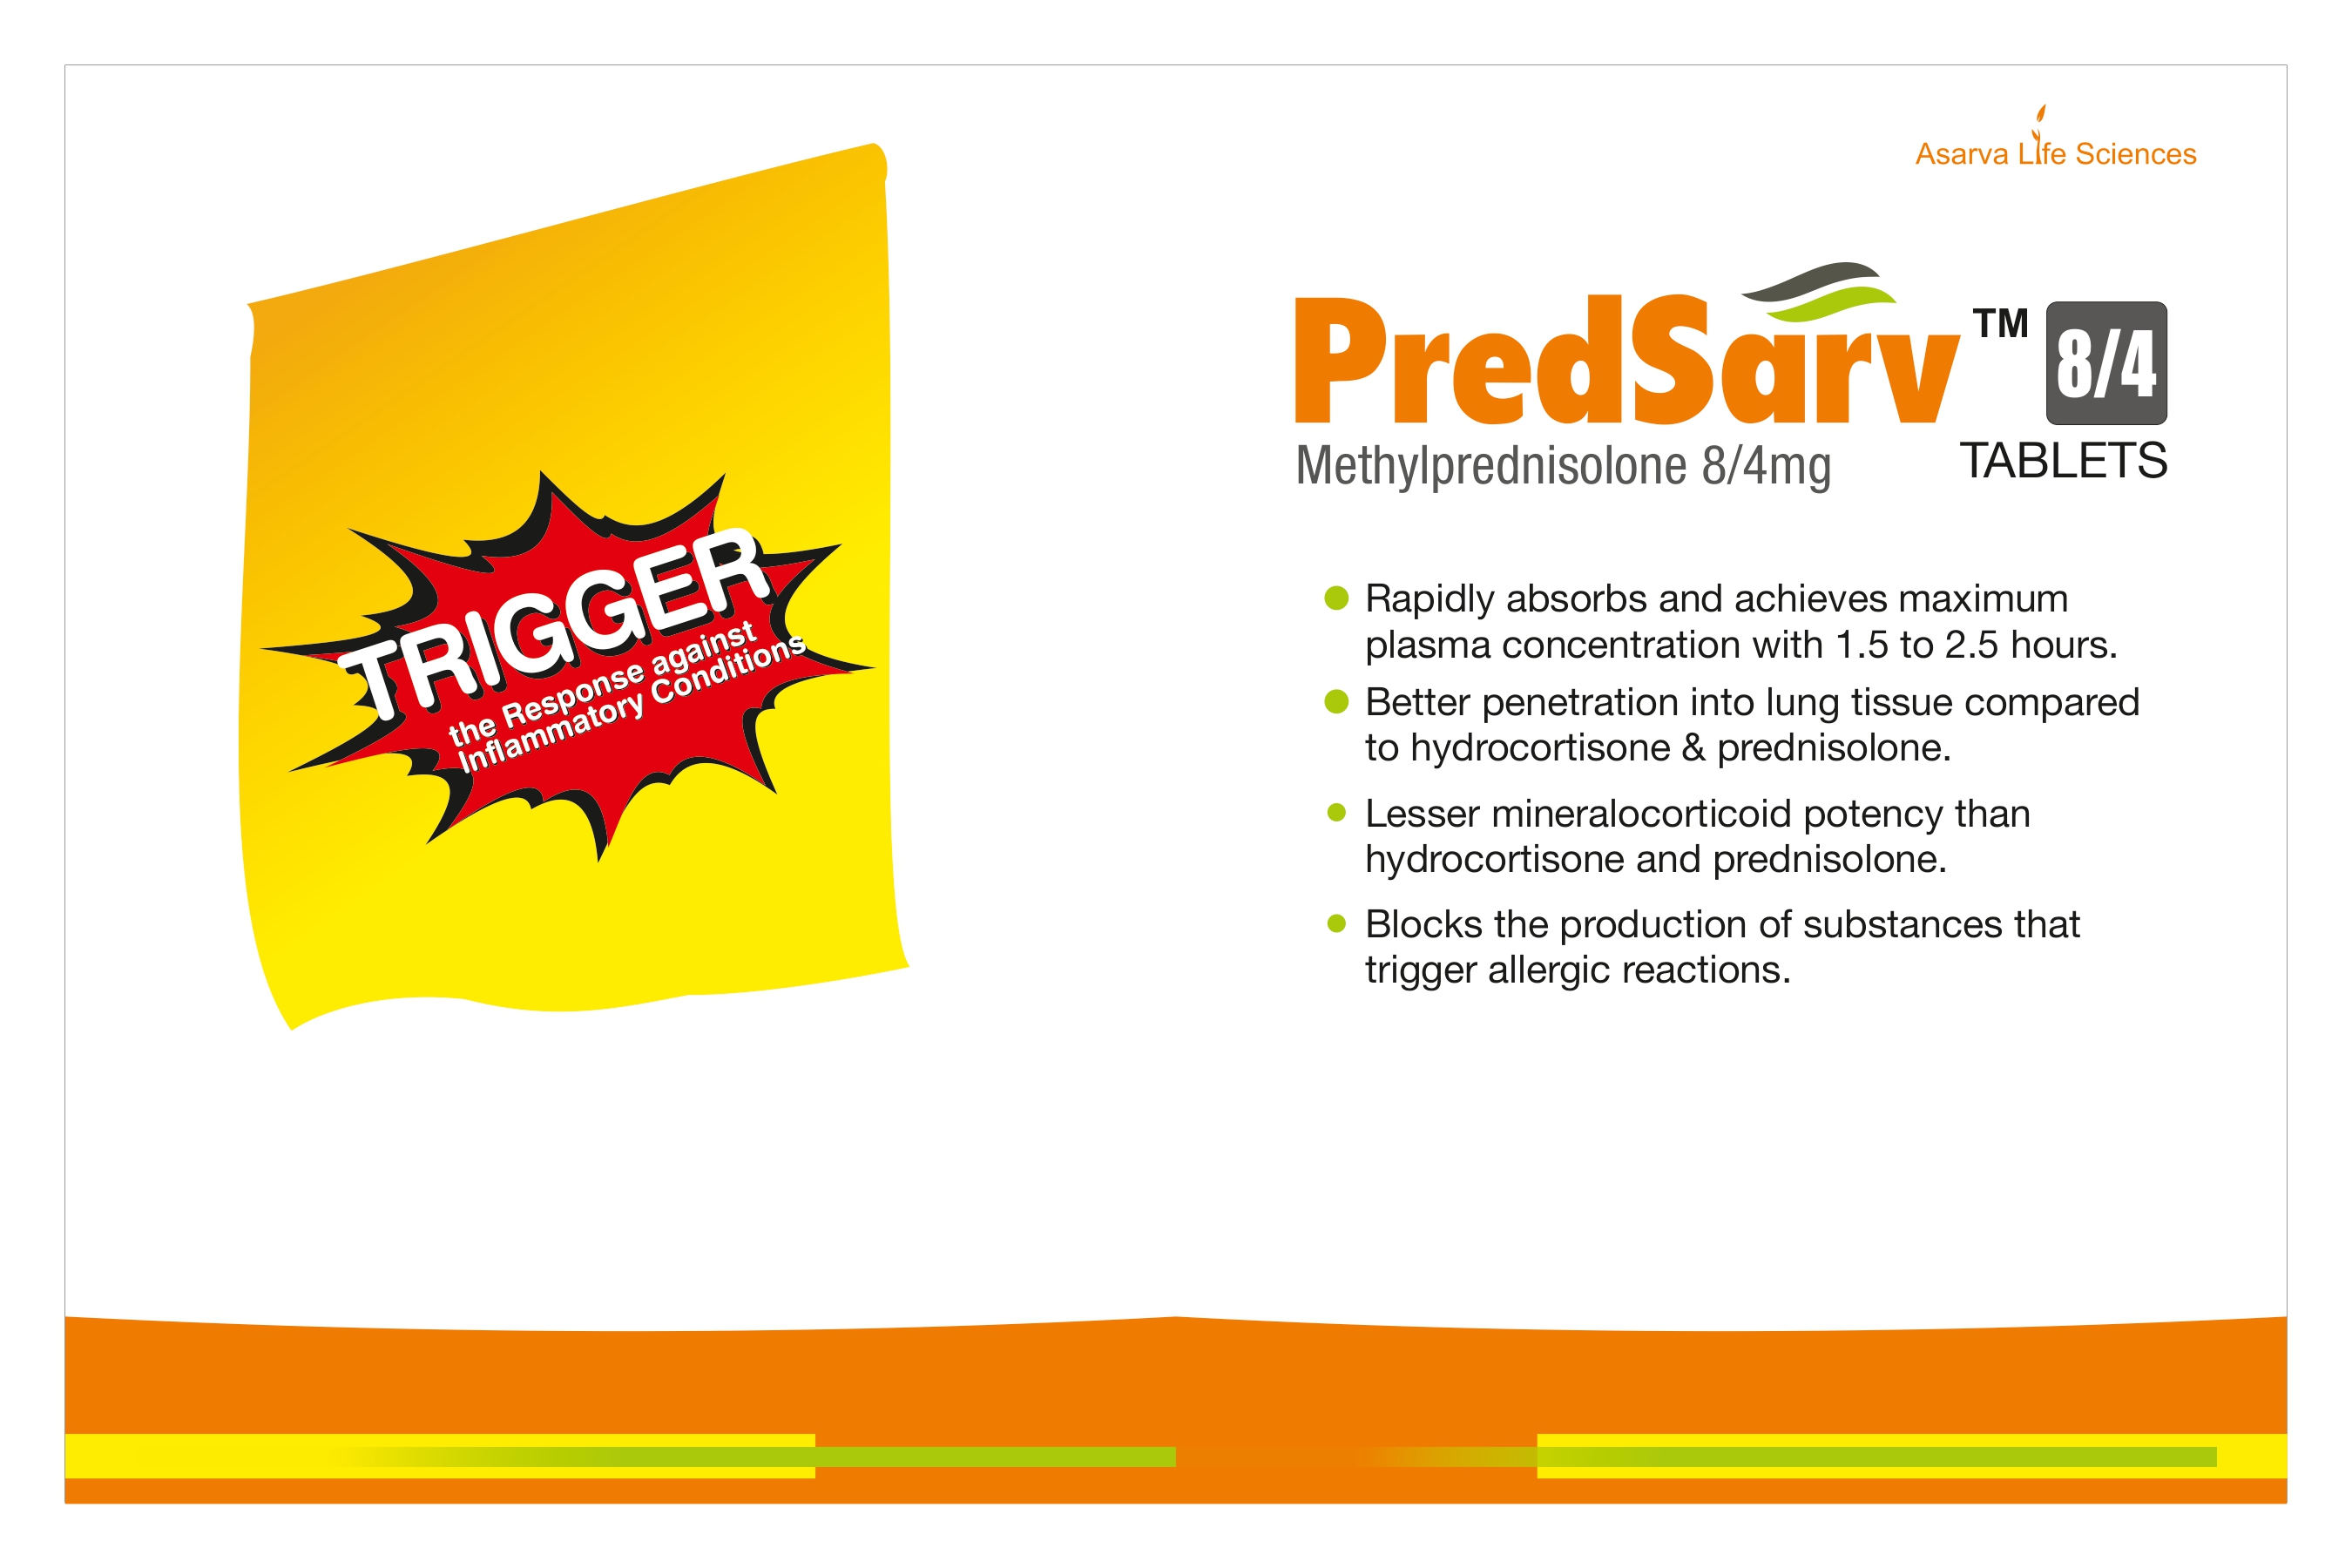 Asarva Life Sciences
PredSarv™ 8/4
Methylprednisolone 8/4mg TABLETS
TRIGGER
the Response against
Inflammatory Conditions
Rapidly absorbs and achieves maximum
plasma concentration with 1.5 to 2.5 hours.
Better penetration into lung tissue compared
to hydrocortisone & prednisolone.
Lesser mineralocorticoid potency than
hydrocortisone and prednisolone.
Blocks the production of substances that
trigger allergic reactions.